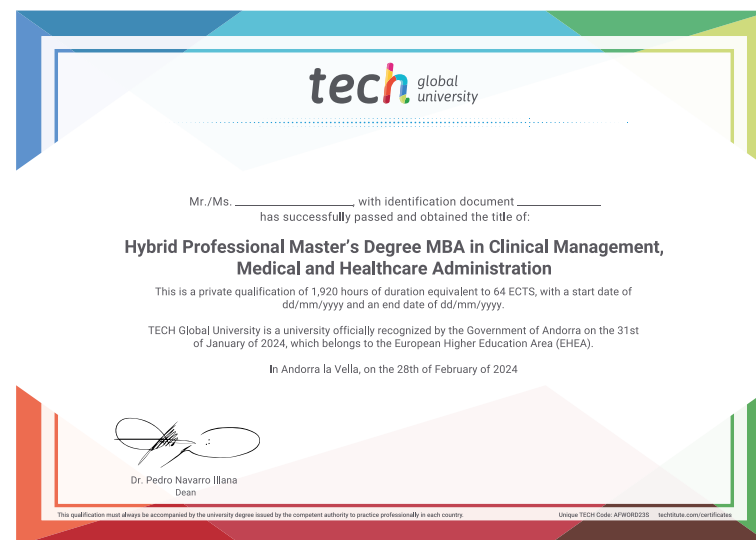 tech global
university
Mr./Ms. ____________, with identification document ____________
has successfully passed and obtained the title of:
Hybrid Professional Master's Degree MBA in Clinical Management,
Medical and Healthcare Administration
This is a private qualification of 1,920 hours of duration equivalent to 64 ECTS, with a start date of
dd/mm/yyyy and an end date of dd/mm/yyyy.
TECH Global University is a university officially recognized by the Government of Andorra on the 31st
of January of 2024, which belongs to the European Higher Education Area (EHEA).
In Andorra la Vella, on the 28th of February of 2024
Dr. Pedro Navarro Illana
Dean
This qualification must always be accompanied by the university degree issued by the competent authority to practice professionally in each country. Unique TECH Code: AFWORD23S techtitute.com/certificates